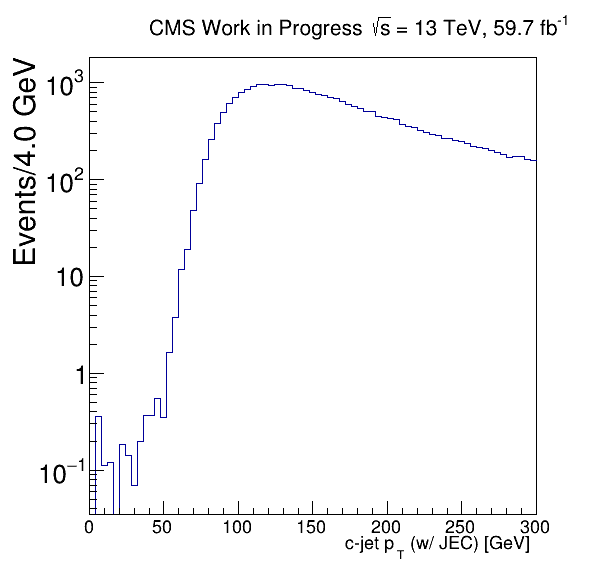 CMS Work in Progress √s = 13 TeV, 59.7 fb⁻¹
Events/4.0 GeV
10³
10²
10
1
10⁻¹
0 50 100 150 200 250 300
c-jet p_T (w/ JEC) [GeV]